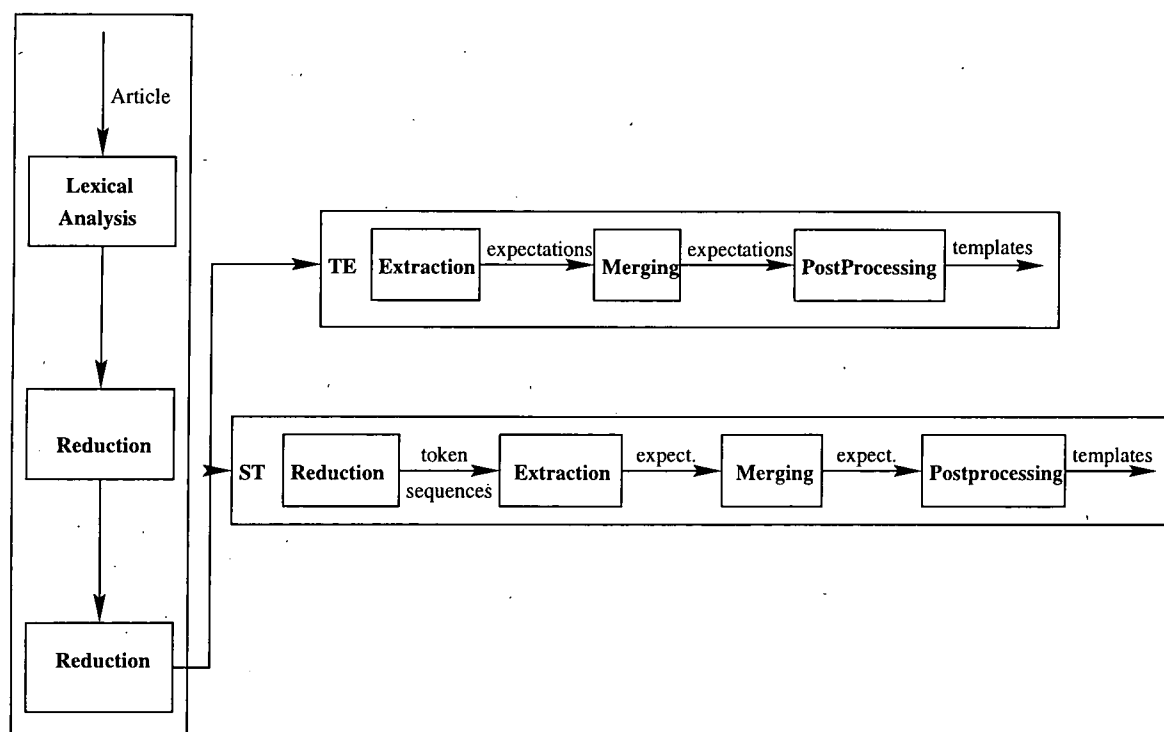 Article
Lexical
Analysis
Reduction
Reduction
TE Extraction expectations Merging expectations PostProcessing templates
ST Reduction token sequences Extraction expect. Merging expect. Postprocessing templates